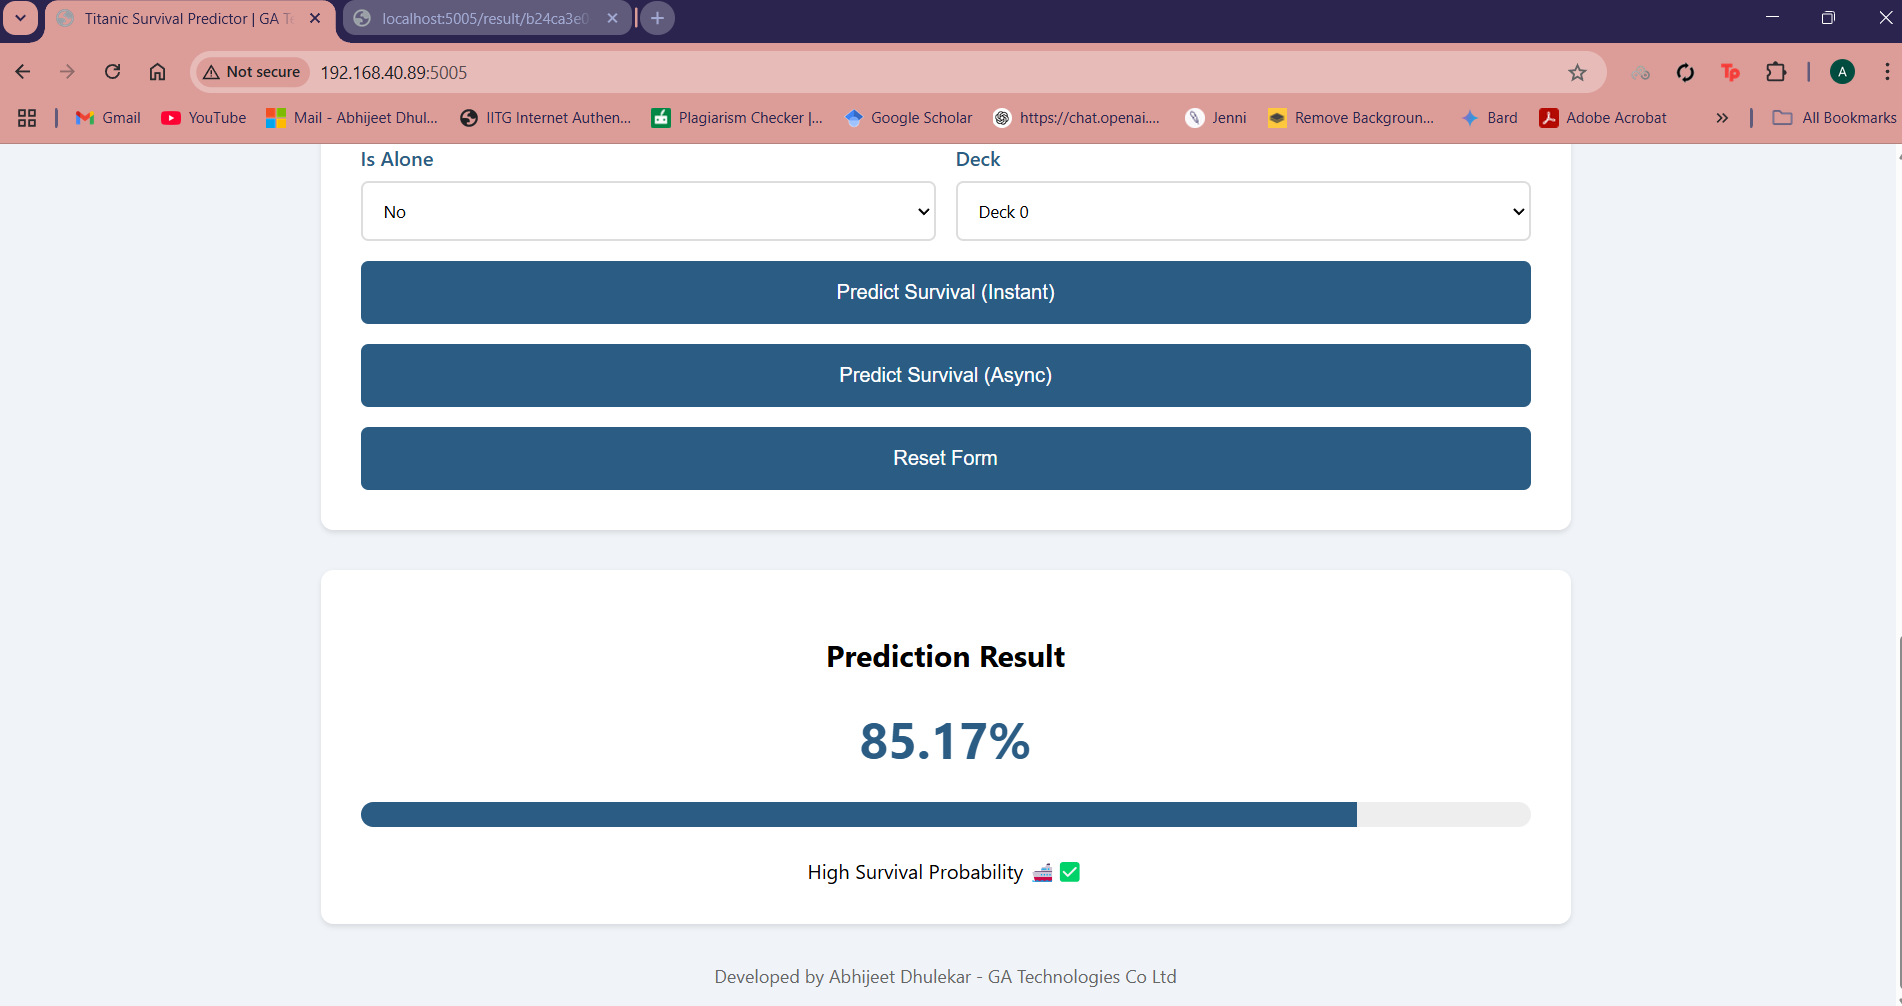 Titanic Survival Predictor | GA T
localhost:5005/result/b24ca3e0
Not secure
192.168.40.89:5005
A
Gmail
YouTube
Mail - Abhijeet Dhul...
IITG Internet Authen...
Plagiarism Checker |...
Google Scholar
https://chat.openai....
Jenni
Remove Backgroun...
Bard
Adobe Acrobat
All Bookmarks
Is Alone
Deck
No
Deck 0
Predict Survival (Instant)
Predict Survival (Async)
Reset Form
Prediction Result
85.17%
High Survival Probability 🚢 ✅
Developed by Abhijeet Dhulekar - GA Technologies Co Ltd